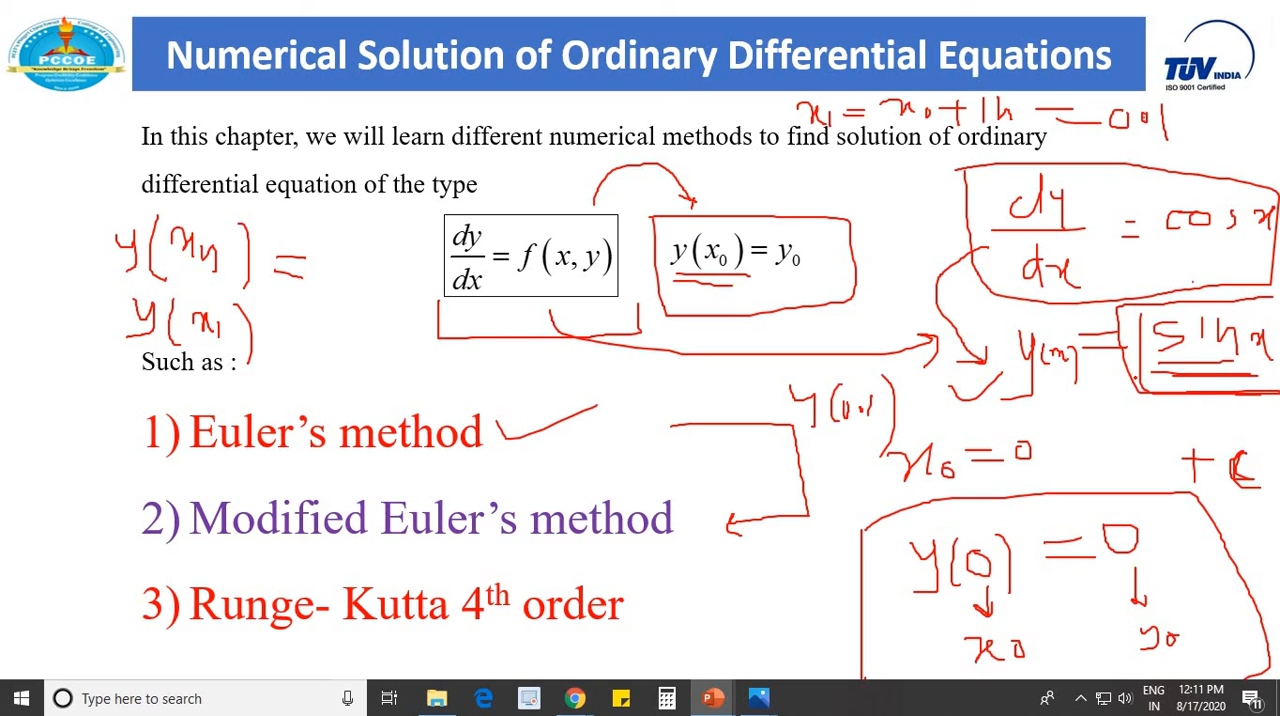 Numerical Solution of Ordinary Differential Equations
PCCOE
TÜV INDIA
ISO 9001 Certified
x₁ = x₀ + 1h = 0.1
In this chapter, we will learn different numerical methods to find solution of ordinary
differential equation of the type
dy/dx = f(x, y)
y(x₀) = y₀
dy/dx = cos x
y(xₙ) =
y(x₁)
y(x) = sin x
+ c
Such as :
y(0.1)
x₀ = 0
1) Euler’s method
2) Modified Euler’s method
y(0) = 0
x₀
y₀
3) Runge- Kutta 4th order
Type here to search
ENG
IN
12:11 PM
8/17/2020
11